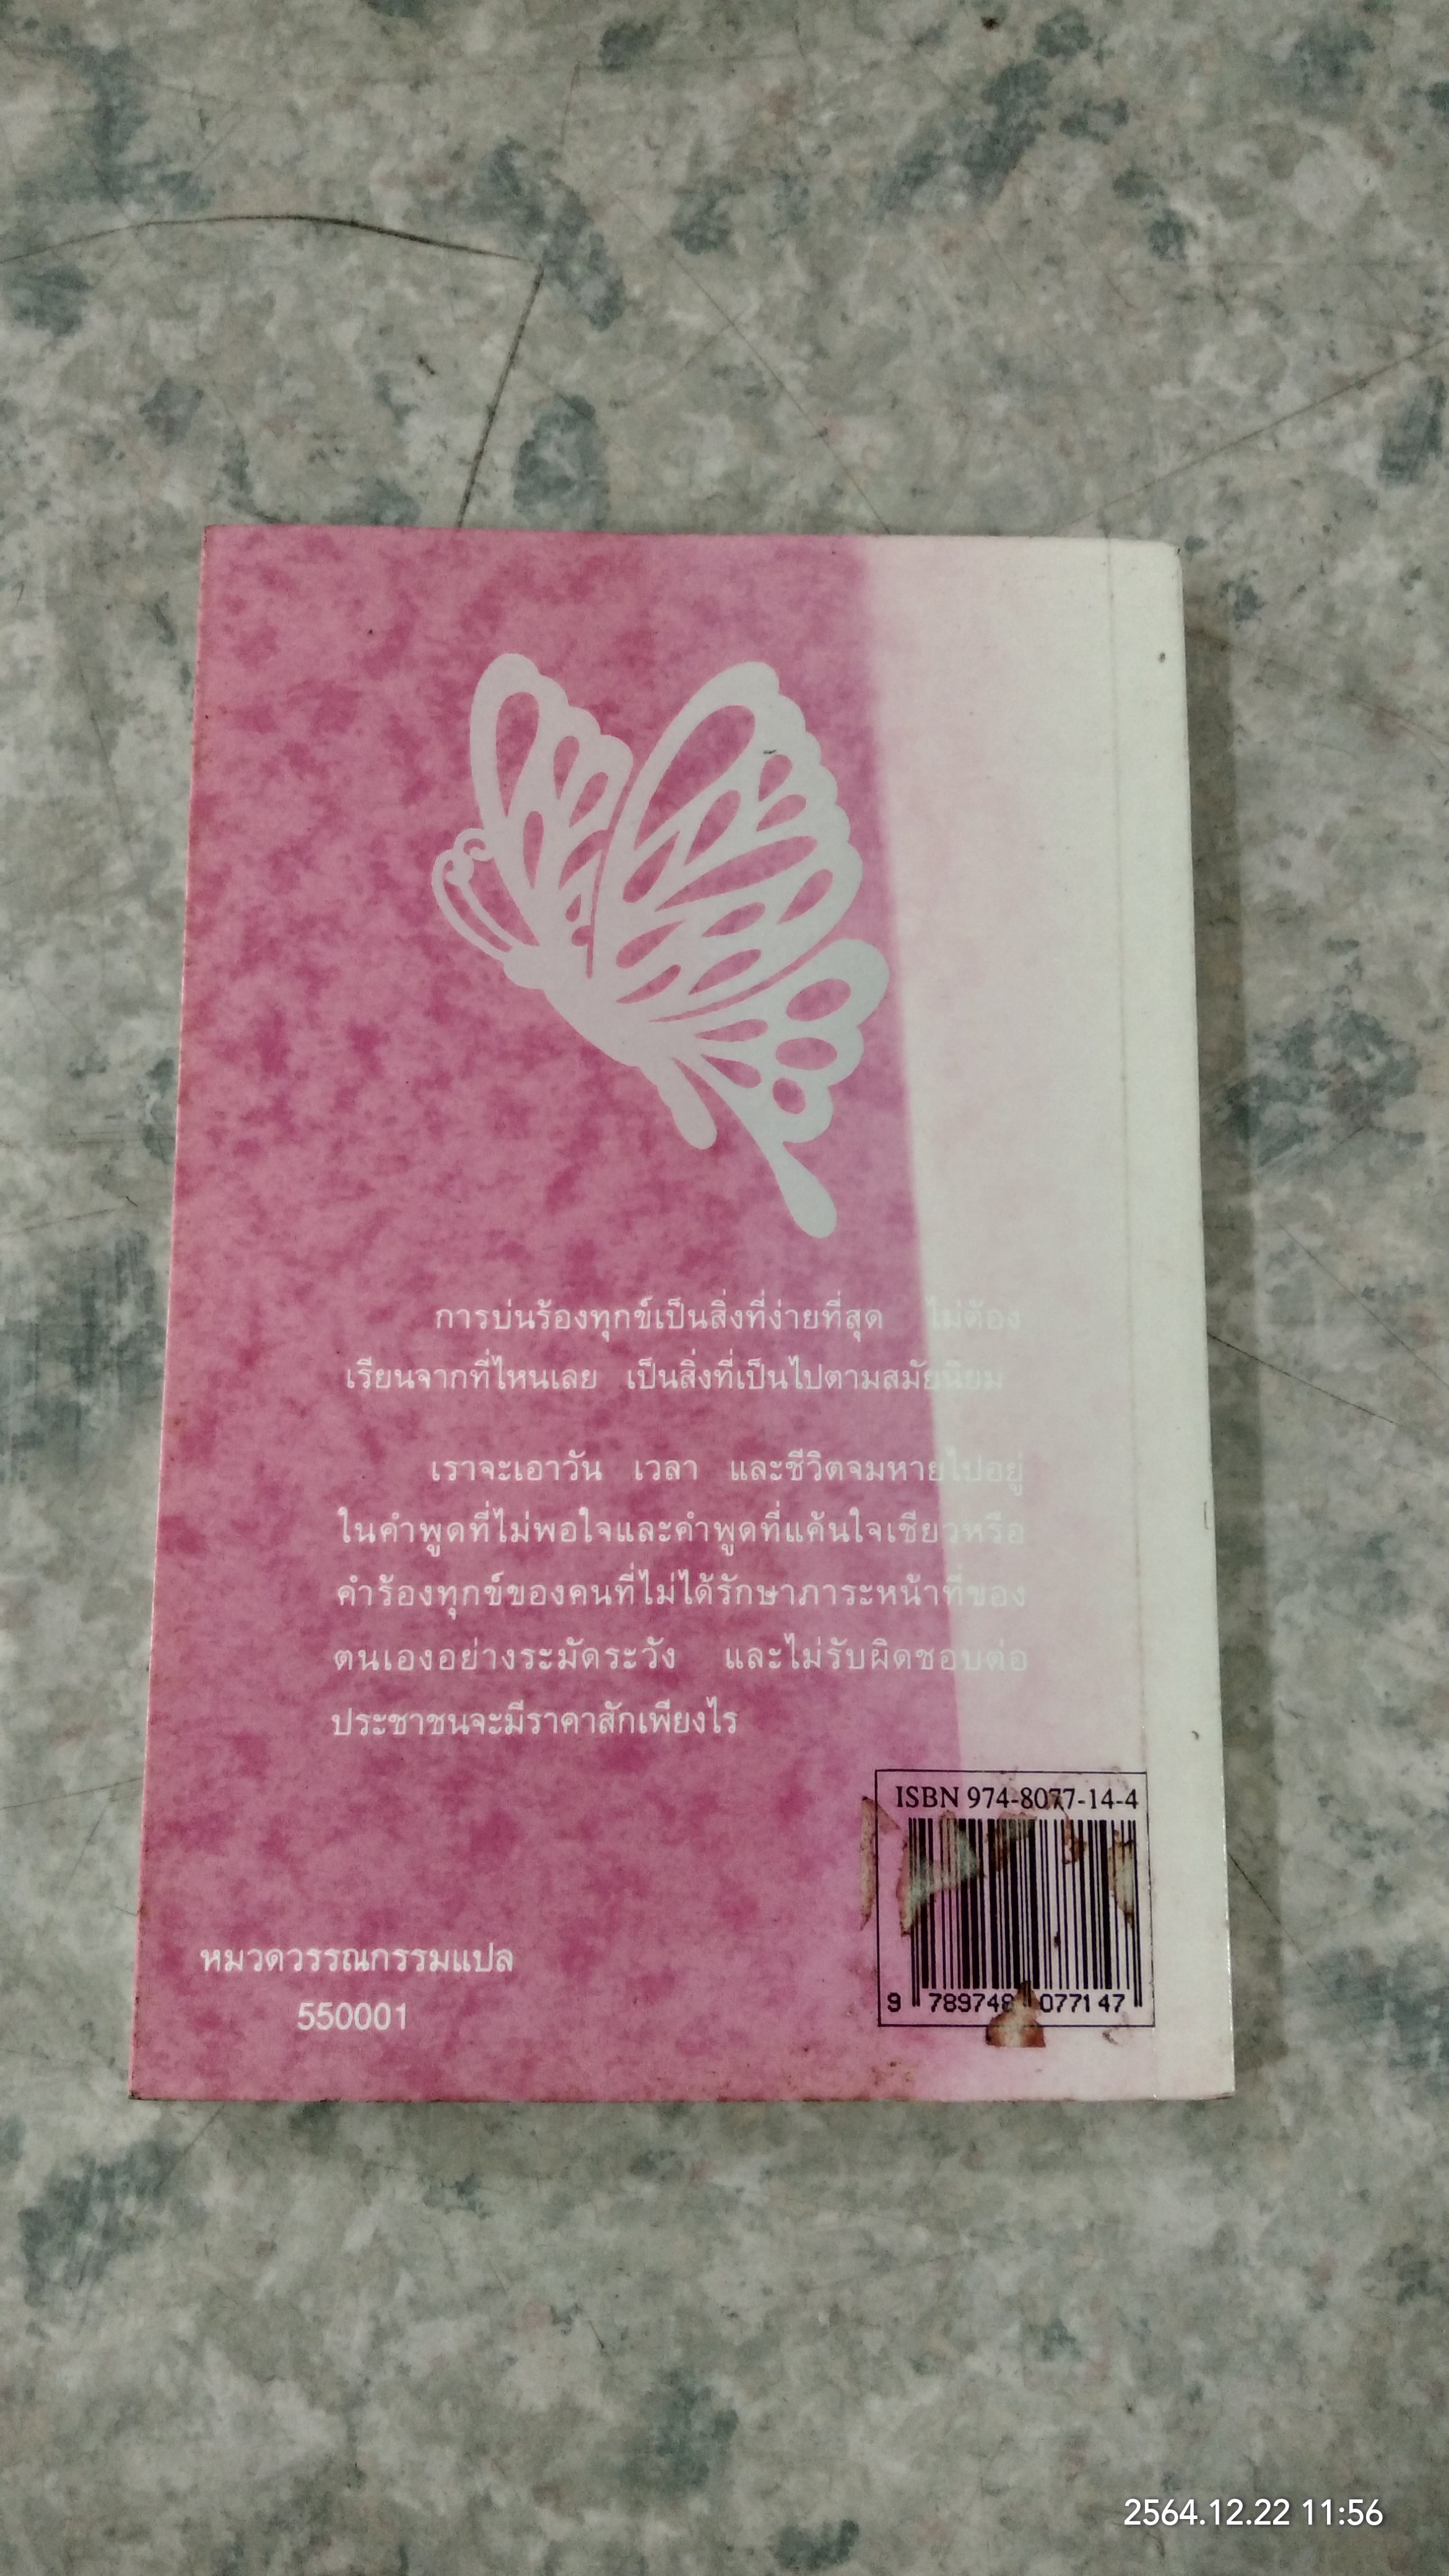 การบ่นร้องทุกข์เป็นสิ่งที่ง่ายที่สุด ไม่ต้อง
เรียนจากที่ไหนเลย เป็นสิ่งที่เป็นไปตามสมัยนิยม
เราจะเอาวัน เวลา และชีวิตจมหายไปอยู่
ในคำพูดที่ไม่พอใจและคำพูดที่แค้นใจเชียวหรือ
คำร้องทุกข์ของคนที่ไม่ได้รักษาภาระหน้าที่ของ
ตนเองอย่างระมัดระวัง และไม่รับผิดชอบต่อ
ประชาชนจะมีราคาสักเพียงไร
ISBN 974-8077-14-4
9 789748 077147
หมวดวรรณกรรมแปล
550001
2564.12.22 11:56